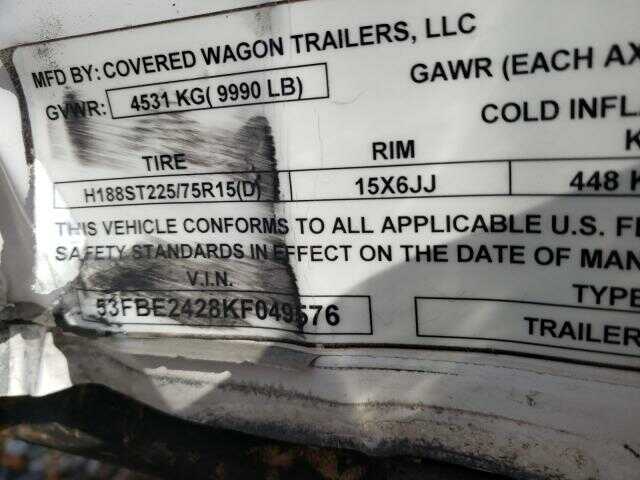 MFD BY: COVERED WAGON TRAILERS, LLC
GVWR: 4531 KG( 9990 LB)
GAWR (EACH AX
COLD INFL
TIRE RIM K
H188ST225/75R15(D) 15X6JJ 448 K
THIS VEHICLE CONFORMS TO ALL APPLICABLE U.S. FE
SAFETY STANDARDS IN EFFECT ON THE DATE OF MAN
V.I.N. TYPE
53FBE2428KF049576 TRAILER